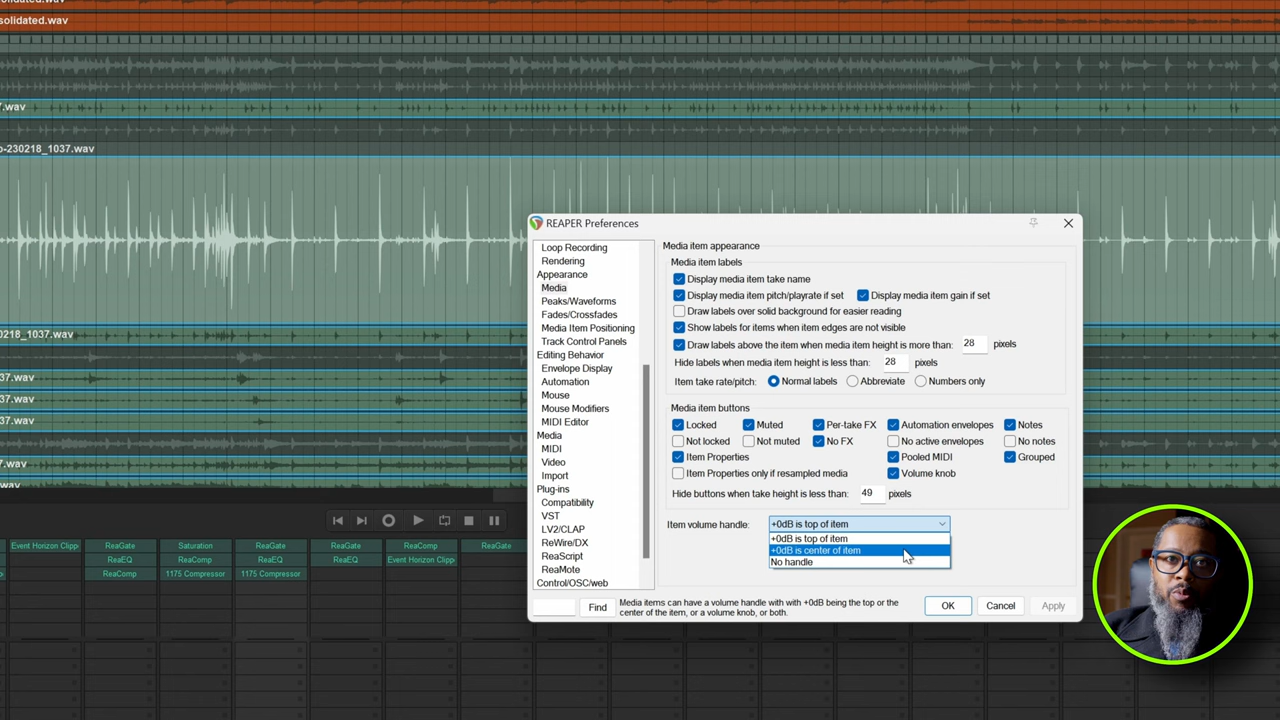 solidated.wav
7.wav
o-230218_1037.wav
0218_1037.wav
37.wav
37.wav
37.wav
7.wav
wav
REAPER Preferences
Loop Recording
Rendering
Appearance
Media
Peaks/Waveforms
Fades/Crossfades
Media Item Positioning
Track Control Panels
Editing Behavior
Envelope Display
Automation
Mouse
Mouse Modifiers
MIDI Editor
Media
MIDI
Video
Import
Plug-ins
Compatibility
VST
LV2/CLAP
ReWire/DX
ReaScript
ReaMote
Control/OSC/web
Find
Media item appearance
Media item labels
Display media item take name
Display media item pitch/playrate if set Display media item gain if set
Draw labels over solid background for easier reading
Show labels for items when item edges are not visible
Draw labels above the item when media item height is more than: 28 pixels
Hide labels when media item height is less than: 28 pixels
Item take rate/pitch: Normal labels Abbreviate Numbers only
Media item buttons
Locked Muted Per-take FX Automation envelopes Notes
Not locked Not muted No FX No active envelopes No notes
Item Properties Pooled MIDI Grouped
Item Properties only if resampled media Volume knob
Hide buttons when take height is less than: 49 pixels
Item volume handle: +0dB is top of item
+0dB is top of item
+0dB is center of item
No handle
Media items can have a volume handle with with +0dB being the top or the
center of the item, or a volume knob, or both.
OK Cancel Apply
Event Horizon Clipp ReaGate Saturation ReaGate ReaGate ReaComp ReaGate
ReaEQ ReaComp ReaEQ ReaEQ Event Horizon Clipp
ReaComp 1175 Compressor 1175 Compressor